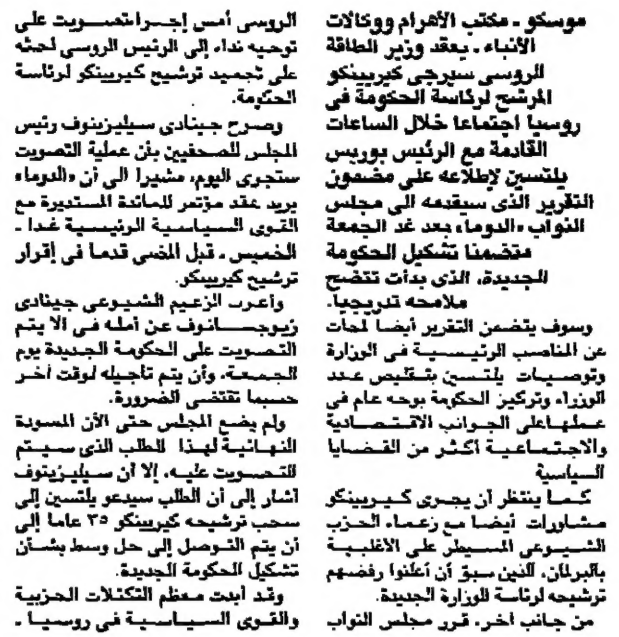 موسكو ـ مكتب الأهرام ووكالات
الأنباء ـ يعقد وزير الطاقة
الروسى سيرجى كيريينكو
المرشح لرئاسة الحكومة فى
روسيا اجتماعا خلال الساعات
القادمة مع الرئيس بوريس
يلتسين لإطلاعه على مضمون
التقرير الذى سيقدمه الى مجلس
النواب «الدوما» بعد غد الجمعة
متضمنا تشكيل الحكومة
الجديدة، الذى بدأت تتضح
ملامحه تدريجيا.
وسوف يتضمن التقرير أيضا لمحات
عن المناصب الرئيسية فى الوزارة
وتوصيات يلتسين بتقليص عدد
الوزراء وتركيز الحكومة بوجه عام فى
عملها على الجوانب الاقتصادية
والاجتماعية أكثر من القضايا
السياسية
كما ينتظر أن يجرى كيريينكو
مشاورات أيضا مع زعماء الحزب
الشيوعى المسيطر على الاغلبية
بالبرلمان، الذين سبق أن أعلنوا رفضهم
ترشيحه لرئاسة للوزارة الجديدة.
من جانب اخر، قرر مجلس النواب
الروسى أمس إجراء تصويت على
توجيه نداء إلى الرئيس الروسى لحثه
على تجميد ترشيح كيريينكو لرئاسة
الحكومة.
وصرح جينادى سيليزينوف رئيس
المجلس للصحفيين بأن عملية التصويت
ستجرى اليوم، مشيرا الى أن «الدوما»
يريد عقد مؤتمر للمائدة المستديرة مع
القوى السياسية الرئيسية غدا ـ
الخميس ـ قبل المضى قدما فى إقرار
ترشيح كيريينكو.
وأعرب الزعيم الشيوعى جينادى
زيوجانوف عن أمله فى ألا يتم
التصويت على الحكومة الجديدة يوم
الجمعة، وأن يتم تأجيله لوقت آخر
حسبما تقتضى الضرورة.
ولم يضع المجلس حتى الآن المسودة
النهائية لهذا الطلب الذى سيتم
التصويت عليه، إلا أن سيليزينوف
أشار إلى أن الطلب سيدعو يلتسين إلى
سحب ترشيحه كيريينكو ٣٥ عاما إلى
أن يتم التوصل إلى حل وسط بشأن
تشكيل الحكومة الجديدة.
وقد أبدت معظم التكتلات الحزبية
والقوى السياسية فى روسيا ـ